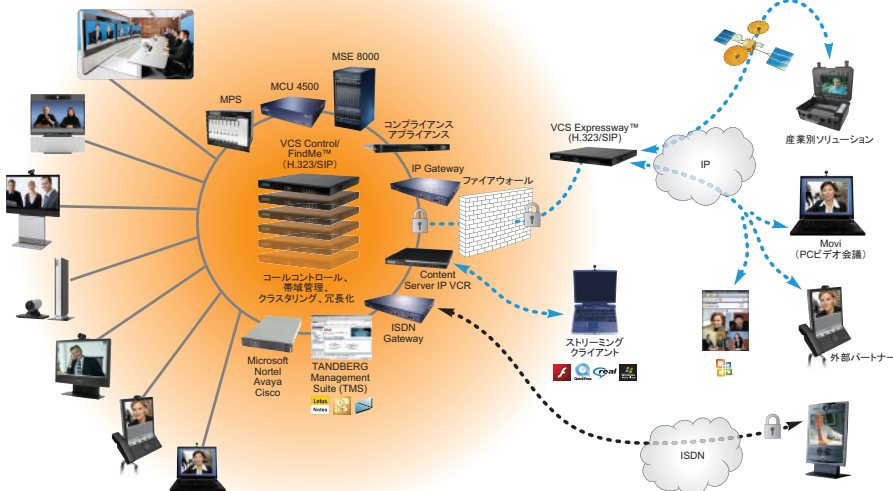 MSE 8000
MCU 4500
MPS
コンプライアンス
アプライアンス
VCS Control/
FindMe™
(H.323/SIP)
IP Gateway
ファイアウォール
VCS Expressway™
(H.323/SIP)
IP
産業別ソリューション
Movi
(PCビデオ会議)
コールコントロール、
帯域管理、
クラスタリング、冗長化
Content
Server IP VCR
ISDN
Gateway
Microsoft
Nortel
Avaya
Cisco
TANDBERG
Management
Suite (TMS)
Lotus
Notes
ストリーミング
クライアント
QuickTime
real
外部パートナー
ISDN